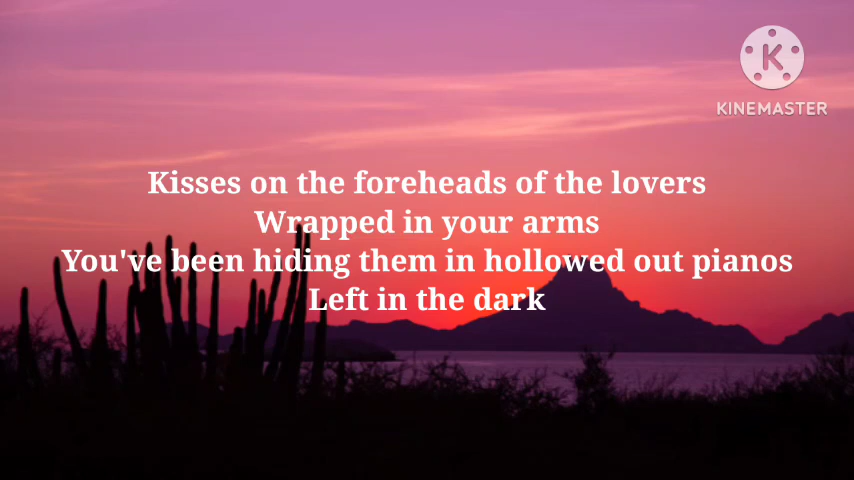 KINEMASTER
Kisses on the foreheads of the lovers
Wrapped in your arms
You've been hiding them in hollowed out pianos
Left in the dark